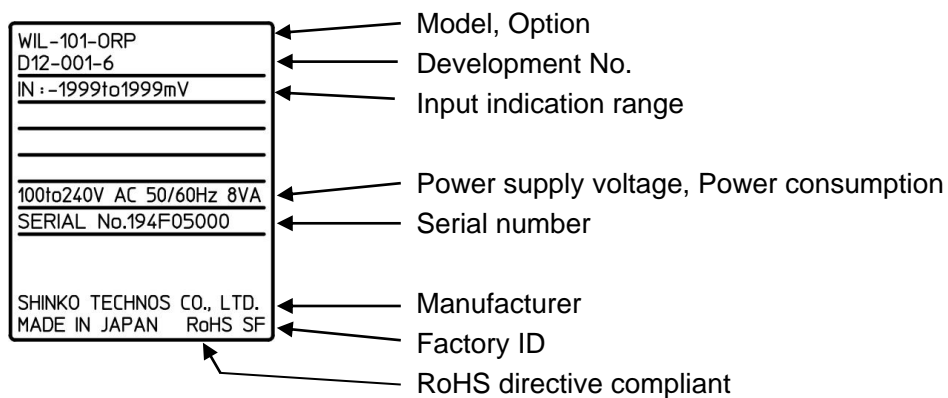 WIL-101-ORP
D12-001-6
IN :-1999to1999mV
100to240V AC 50/60Hz 8VA
SERIAL No.194F05000
SHINKO TECHNOS CO., LTD.
MADE IN JAPAN RoHS SF
Model, Option
Development No.
Input indication range
Power supply voltage, Power consumption
Serial number
Manufacturer
Factory ID
RoHS directive compliant